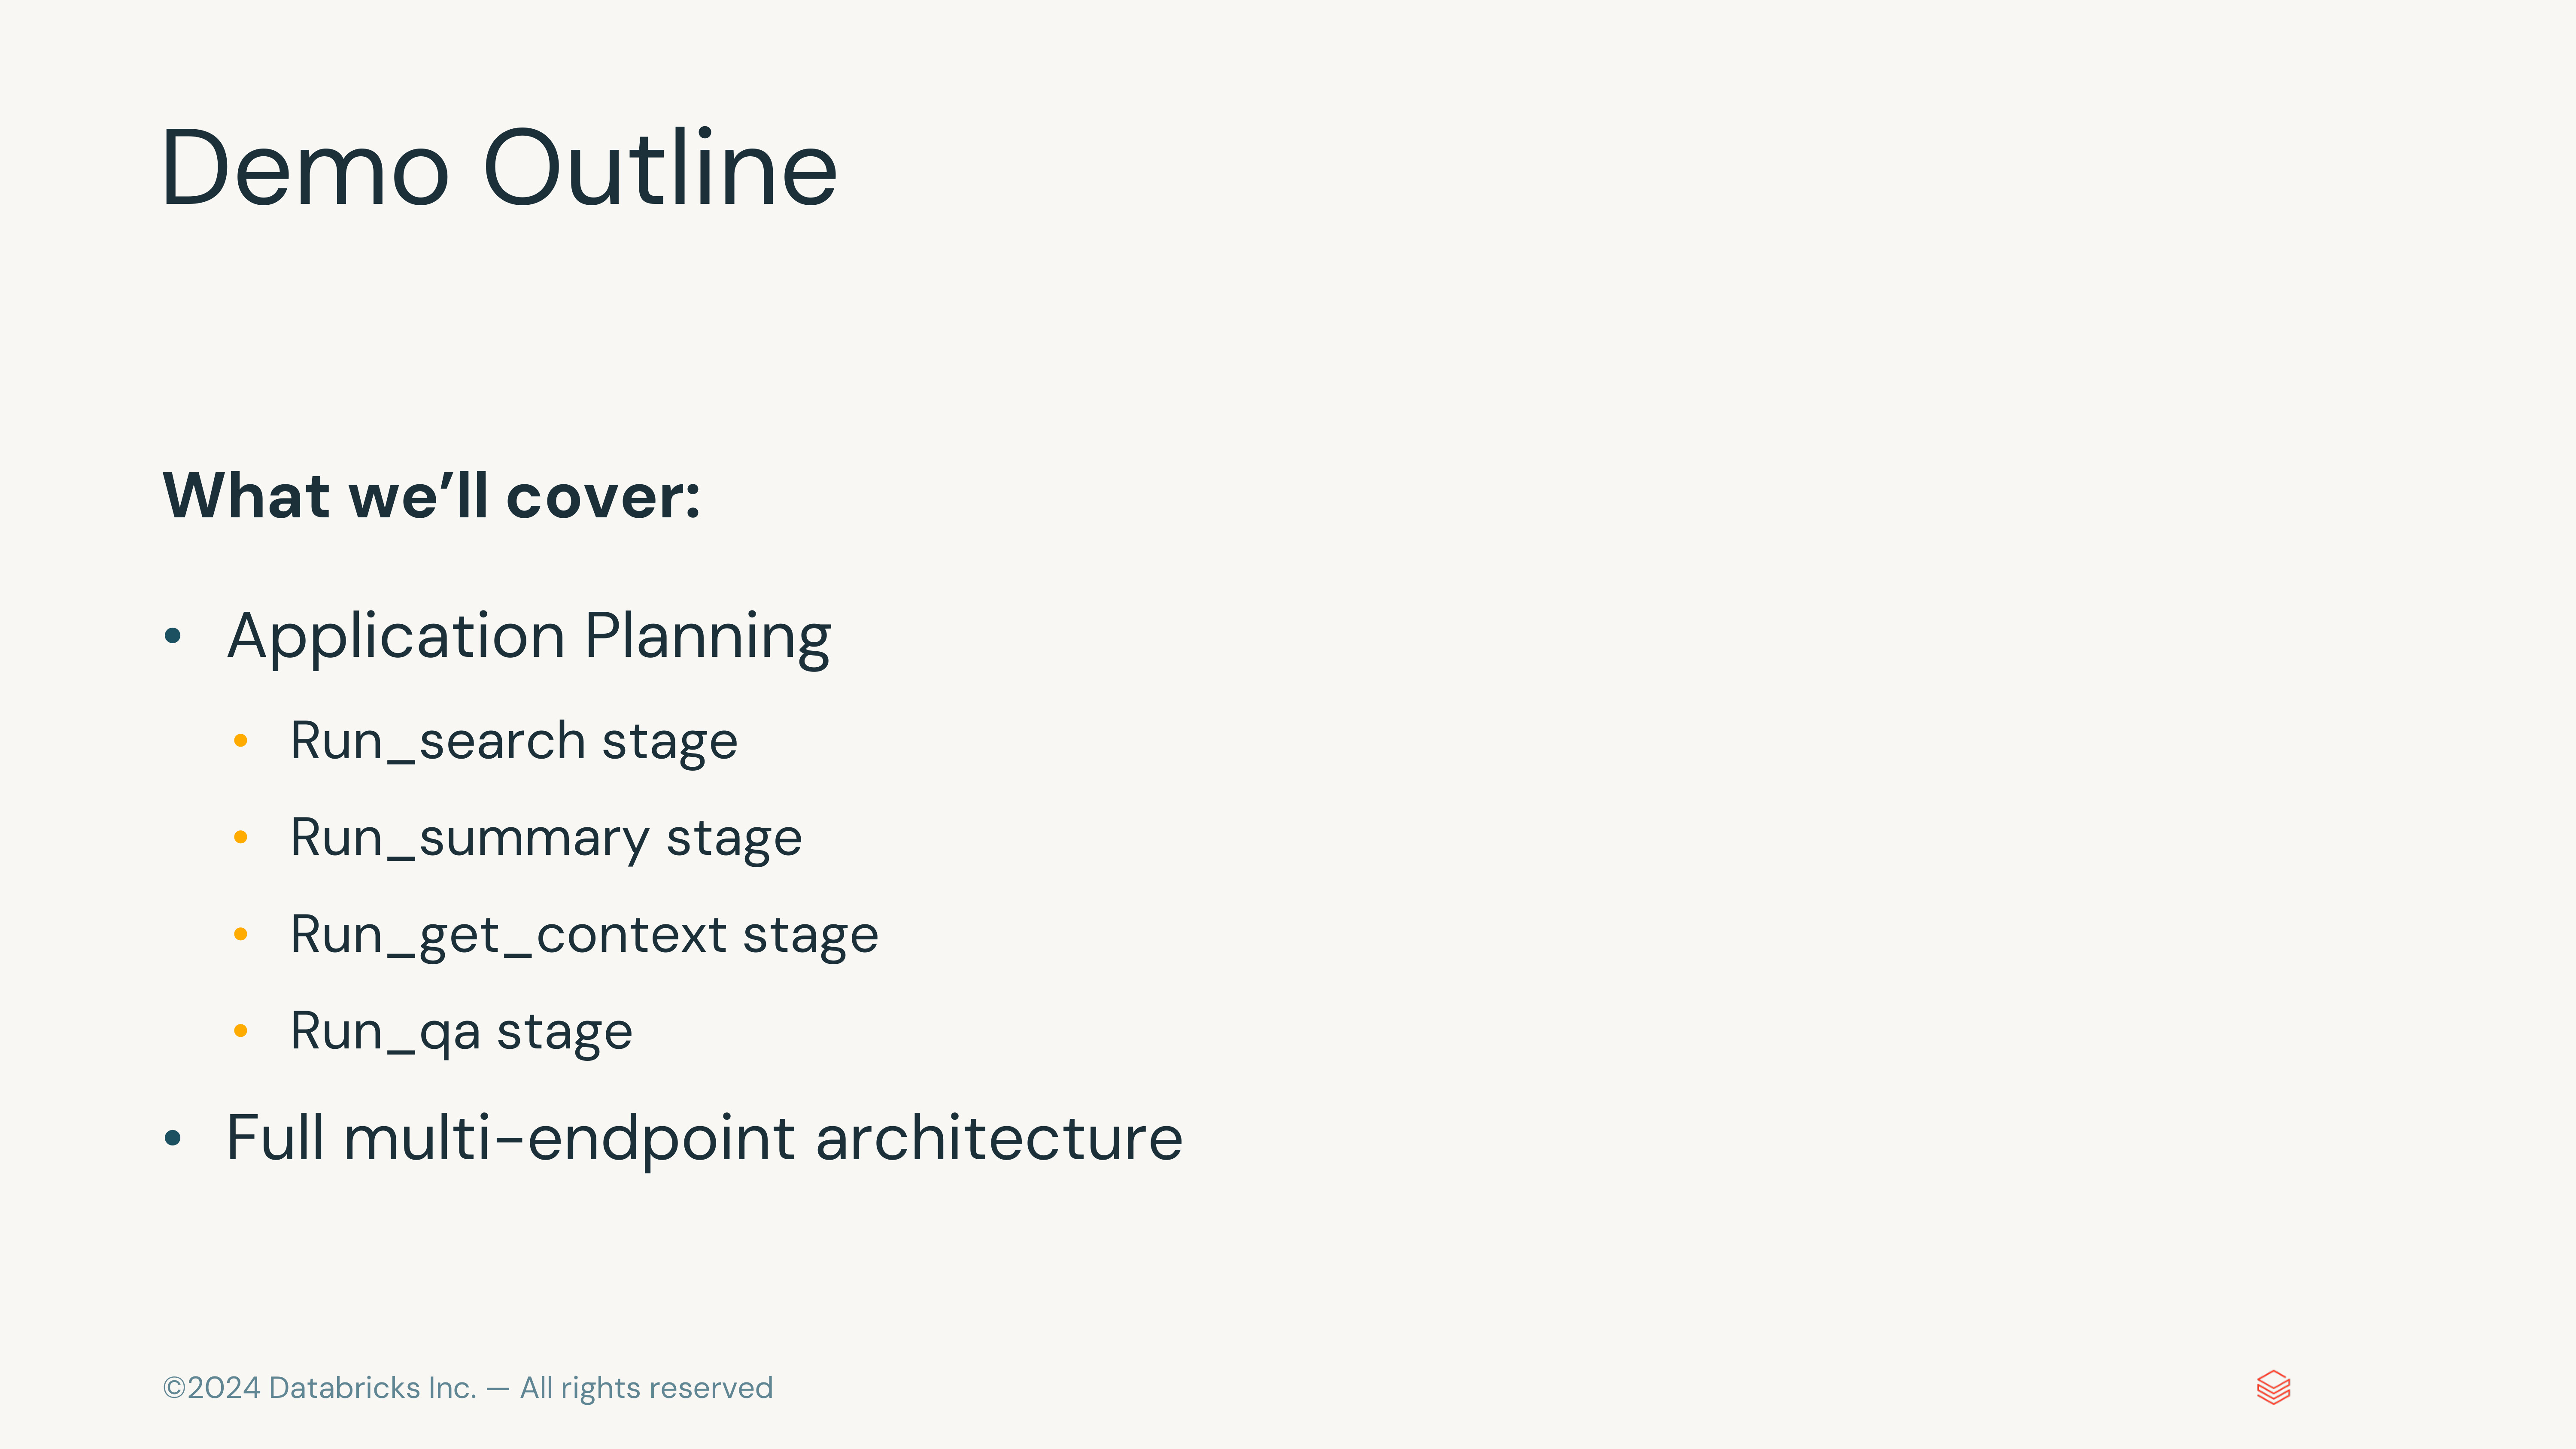 Demo Outline
What we’ll cover:
• Application Planning
• Run_search stage
• Run_summary stage
• Run_get_context stage
• Run_qa stage
• Full multi-endpoint architecture
©2024 Databricks Inc. — All rights reserved